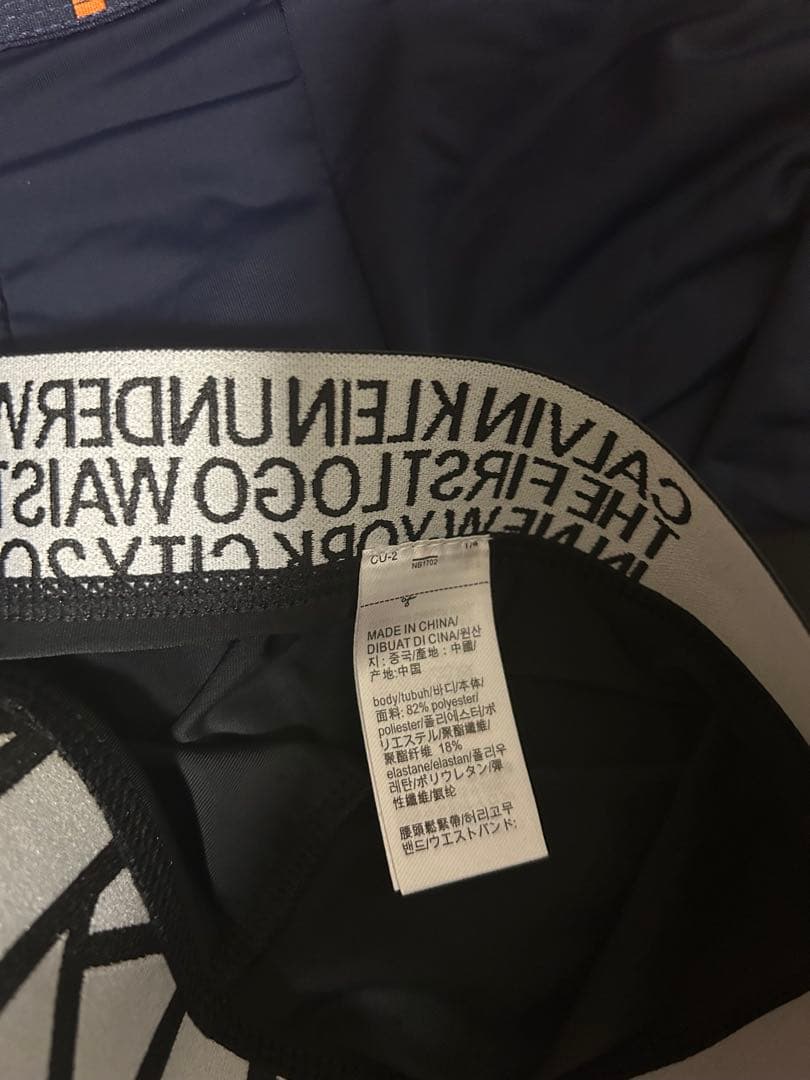 CALVIN KLEIN UNDERW
THE FIRST LOGO WAIST
IN NEW YORK CITY 20
CU-2
NB1702
MADE IN CHINA/
DIBUAT DI CINA/원산
지: 중국/產地: 中國/
产地:中国
body/tubuh/바디/本体/
面料: 82% polyester/
poliester/폴리에스터/ポ
リエステル/聚酯纖維/
聚酯纤维 18%
elastane/elastan/폴리우
레탄/ポリウレタン/彈
性纖維/氨纶
腰頭鬆緊帶/허리고무
밴드/ウエストバンド: